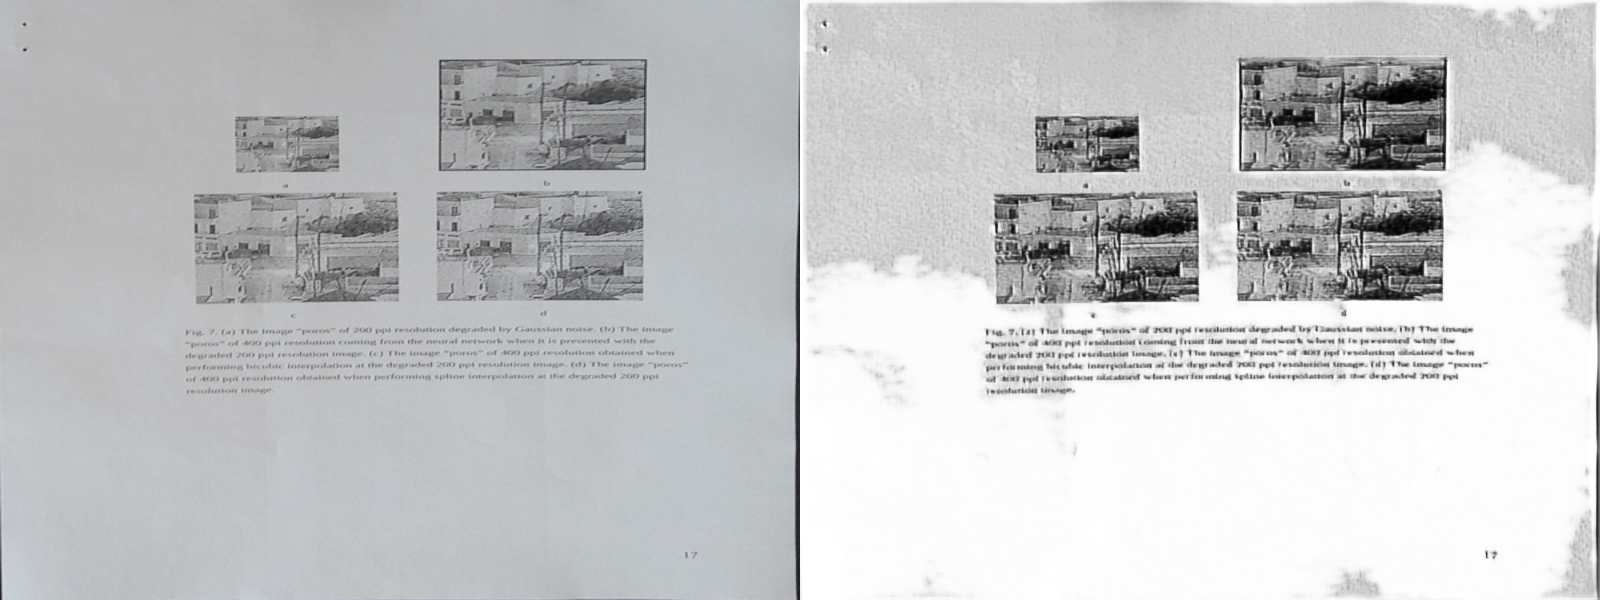 a
b
c
d
Fig. 7. (a) The image "poros" of 200 ppi resolution degraded by Gaussian noise. (b) The image
"poros" of 400 ppi resolution coming from the neural network when it is presented with the
degraded 200 ppi resolution image. (c) The image "poros" of 400 ppi resolution obtained when
performing bicubic interpolation at the degraded 200 ppi resolution image. (d) The image "poros"
of 400 ppi resolution obtained when performing spline interpolation at the degraded 200 ppi
resolution image.
17
a
b
c
d
Fig. 7. (a) The image "poros" of 200 ppi resolution degraded by Gaussian noise. (b) The image
"poros" of 400 ppi resolution coming from the neural network when it is presented with the
degraded 200 ppi resolution image. (c) The image "poros" of 400 ppi resolution obtained when
performing bicubic interpolation at the degraded 200 ppi resolution image. (d) The image "poros"
of 400 ppi resolution obtained when performing spline interpolation at the degraded 200 ppi
resolution image.
17